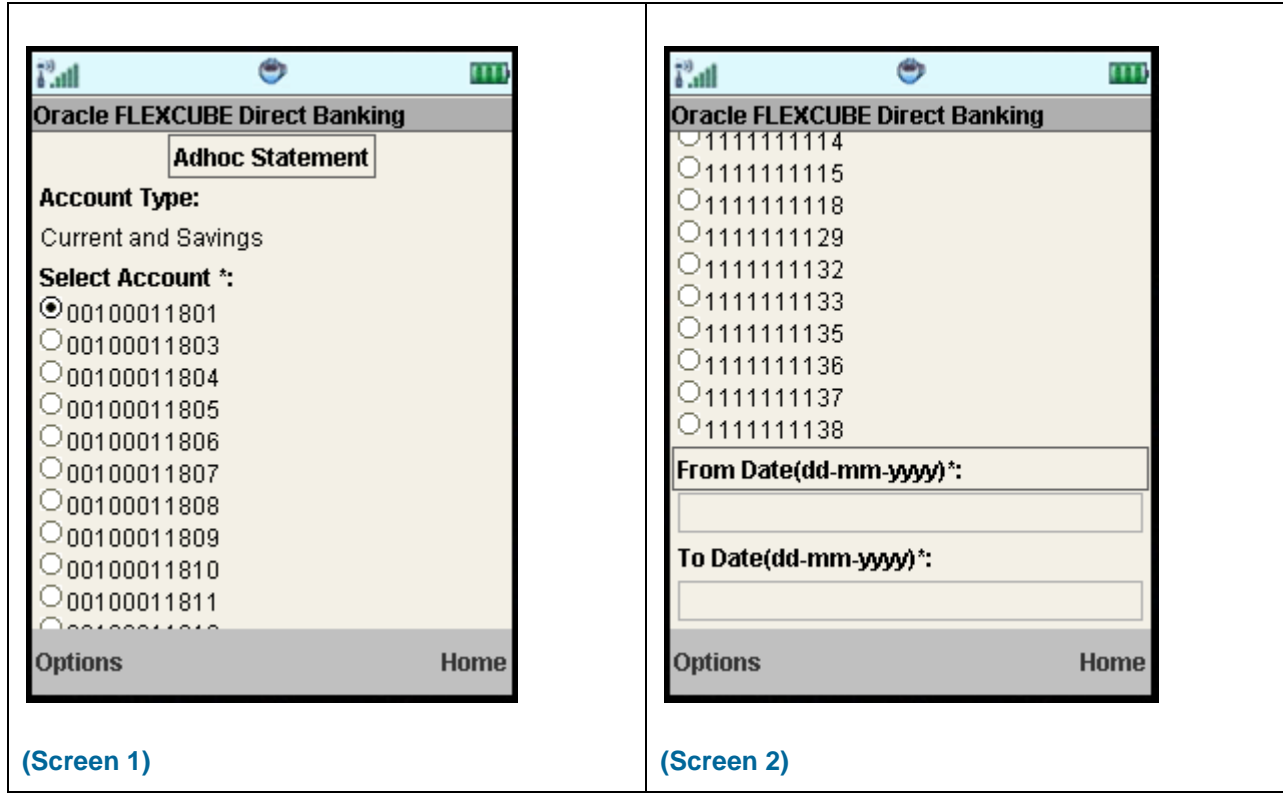 Oracle FLEXCUBE Direct Banking
Adhoc Statement
Account Type:
Current and Savings
Select Account *:
00100011801
00100011803
00100011804
00100011805
00100011806
00100011807
00100011808
00100011809
00100011810
00100011811
Options Home
(Screen 1)
Oracle FLEXCUBE Direct Banking
1111111114
1111111115
1111111118
1111111129
1111111132
1111111133
1111111135
1111111136
1111111137
1111111138
From Date(dd-mm-yyyy)*:
To Date(dd-mm-yyyy)*:
Options Home
(Screen 2)